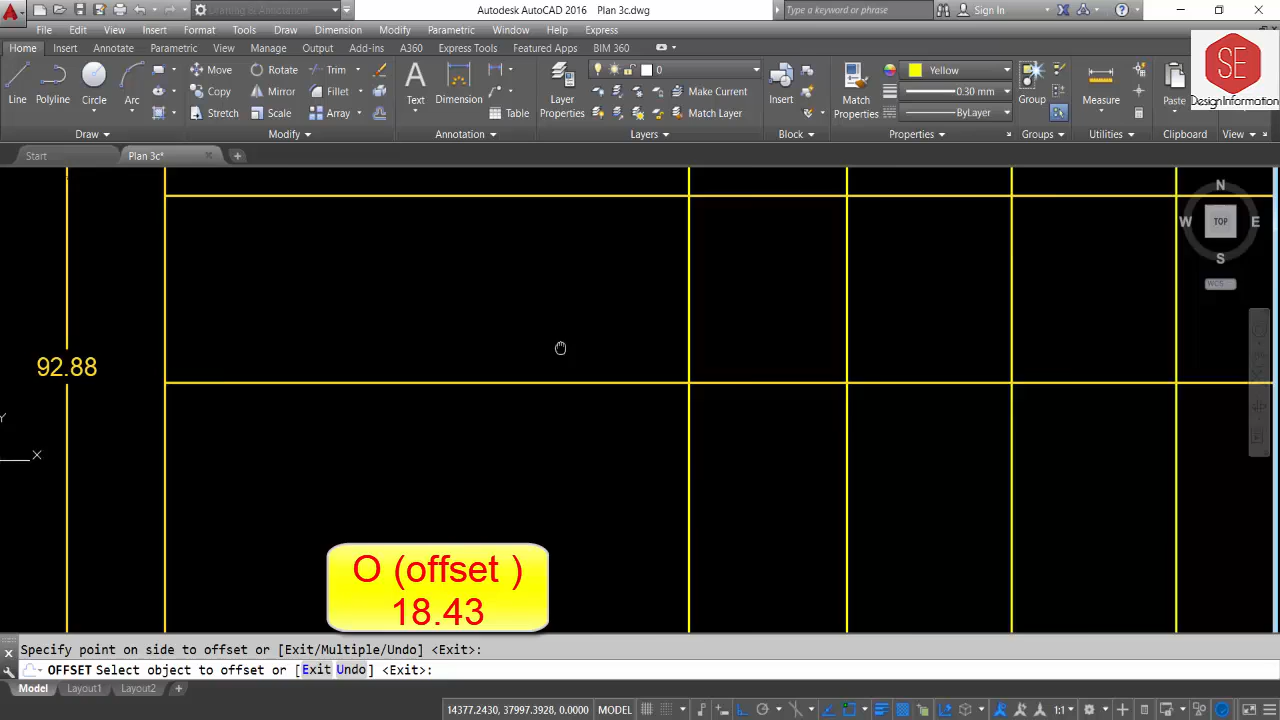 Autodesk AutoCAD 2016 Plan 3c.dwg
Type a keyword or phrase
Sign In
File Edit View Insert Format Tools Draw Dimension Modify Parametric Window Help Express
Home Insert Annotate Parametric View Manage Output Add-ins A360 Express Tools Featured Apps BIM 360
SE
DesignInformation
Line Polyline Circle Arc
Move Rotate Trim
Copy Mirror Fillet
Stretch Scale Array
Text Dimension Table
Layer Properties
0
Make Current
Match Layer
Insert
Match Properties
Yellow
0.30 mm
ByLayer
Group
Measure
Paste
Draw Modify Annotation Layers Block Properties Groups Utilities Clipboard View
Start Plan 3c*
N
W TOP E
S
WCS
92.88
Y
X
O (offset )
18.43
Specify point on side to offset or [Exit/Multiple/Undo] <Exit>:
OFFSET Select object to offset or [Exit Undo] <Exit>:
Model Layout1 Layout2
14377.2430, 37997.3928, 0.0000 MODEL 1:1